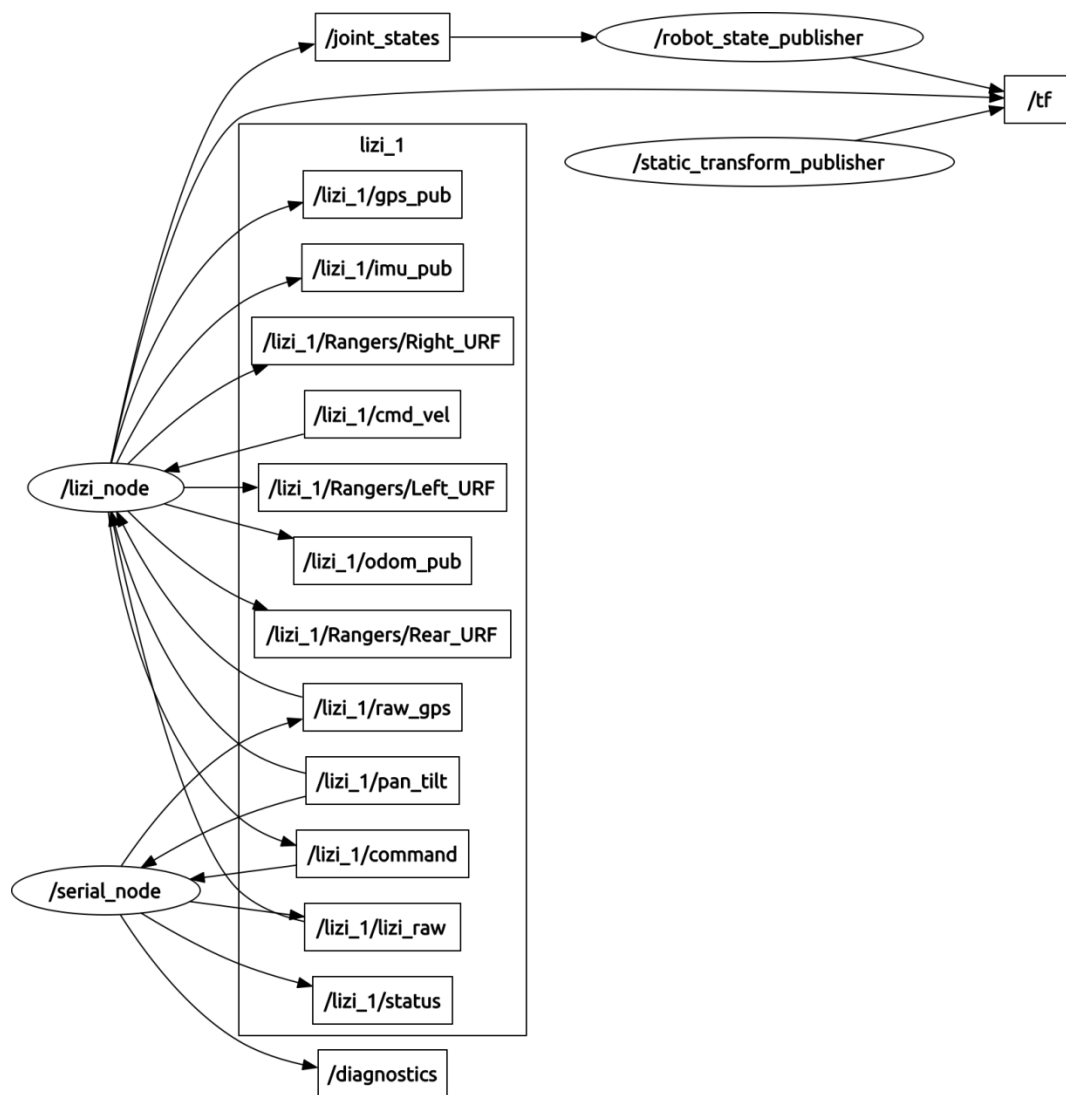 /joint_states
/robot_state_publisher
/tf
/static_transform_publisher
lizi_1
/lizi_1/gps_pub
/lizi_1/imu_pub
/lizi_1/Rangers/Right_URF
/lizi_1/cmd_vel
/lizi_node
/lizi_1/Rangers/Left_URF
/lizi_1/odom_pub
/lizi_1/Rangers/Rear_URF
/lizi_1/raw_gps
/lizi_1/pan_tilt
/lizi_1/command
/serial_node
/lizi_1/lizi_raw
/lizi_1/status
/diagnostics